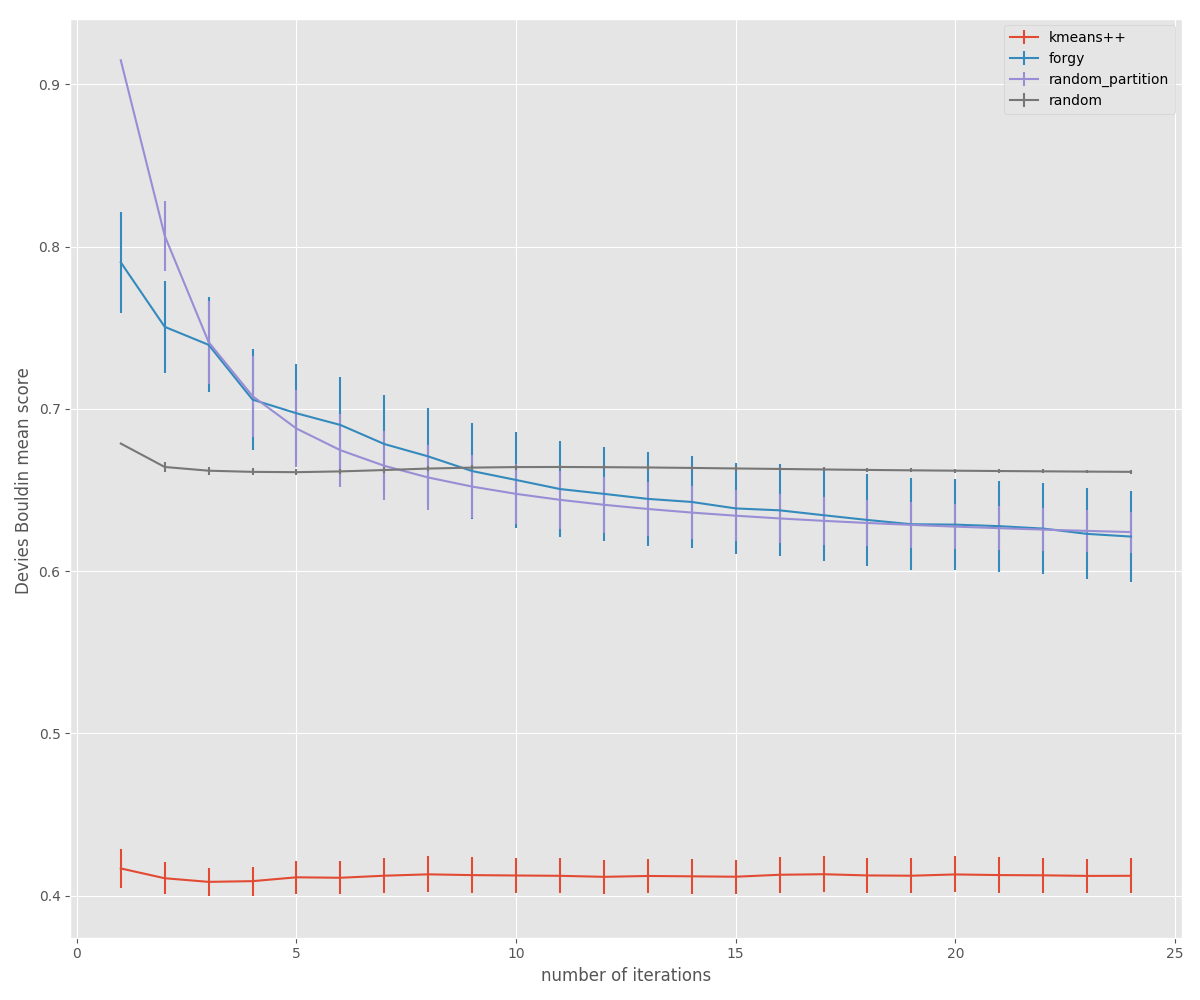 kmeans++
forgy
random_partition
random
0.9
0.8
0.7
0.6
0.5
0.4
Devies Bouldin mean score
0
5
10
15
20
25
number of iterations